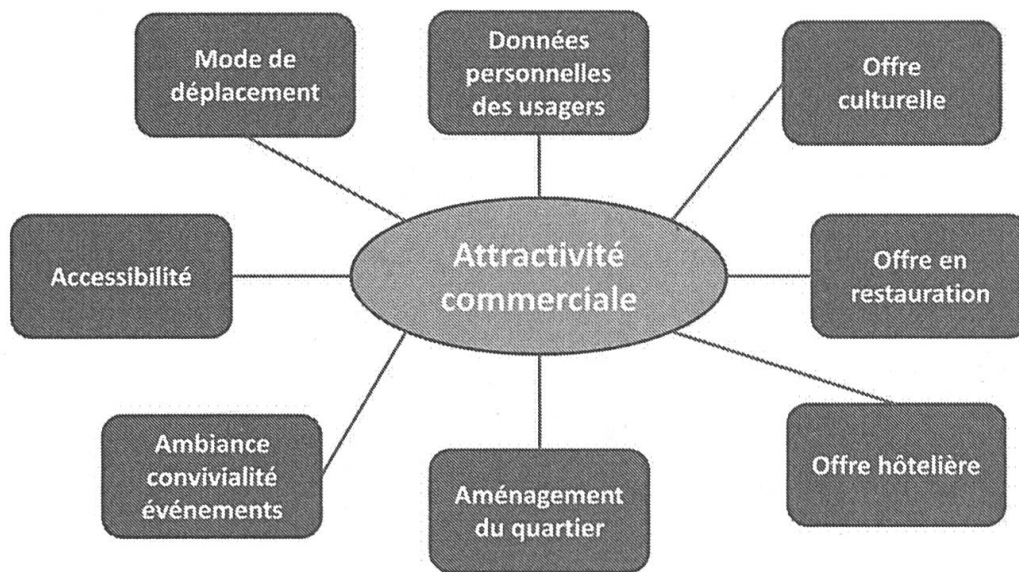 Mode de
déplacement
Données
personnelles
des usagers
Offre
culturelle
Accessibilité
Attractivité
commerciale
Offre en
restauration
Ambiance
convivialité
événements
Aménagement
du quartier
Offre hôtelière